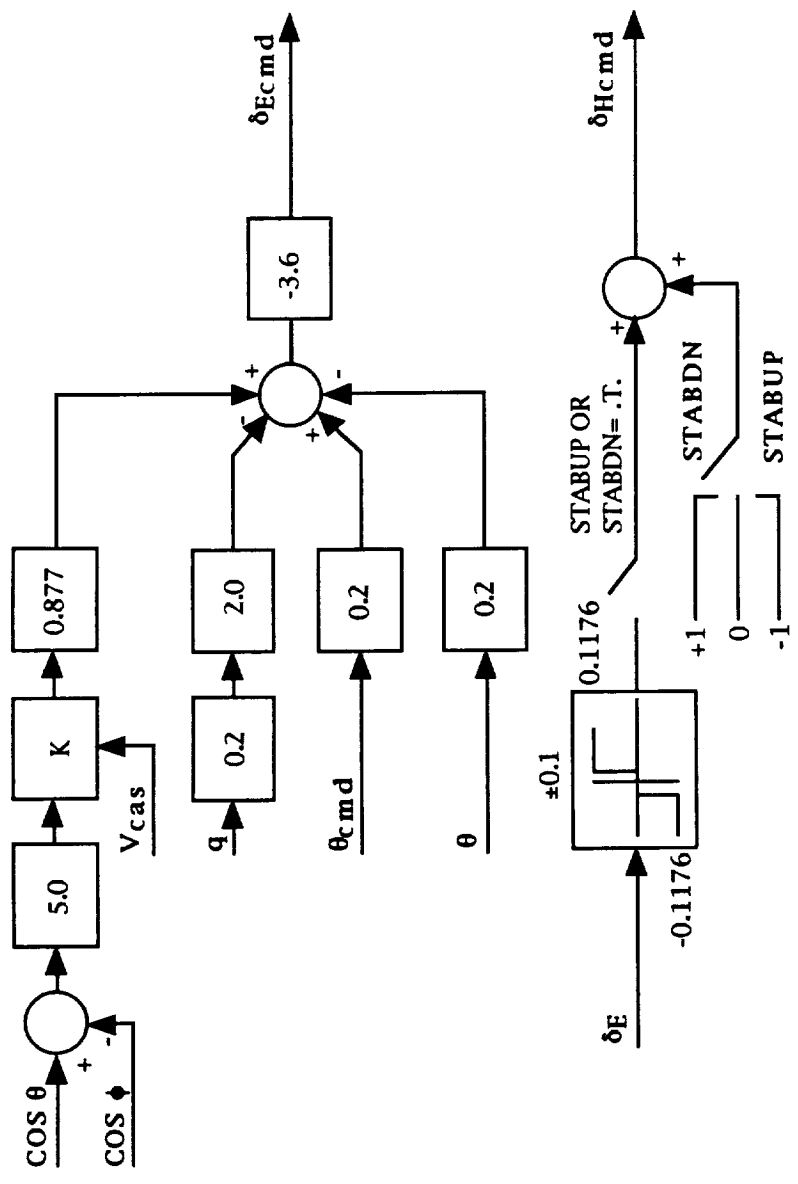 COS θ
+
COS ϕ
-
5.0
K
0.877
Vcas
q
0.2
2.0
θcmd
0.2
θ
0.2
+
-
+
-
-3.6
δEcmd
δE
±0.1
0.1176
-0.1176
STABUP OR
STABDN= .T.
+
+
δHcmd
+1
0
-1
STABDN
STABUP